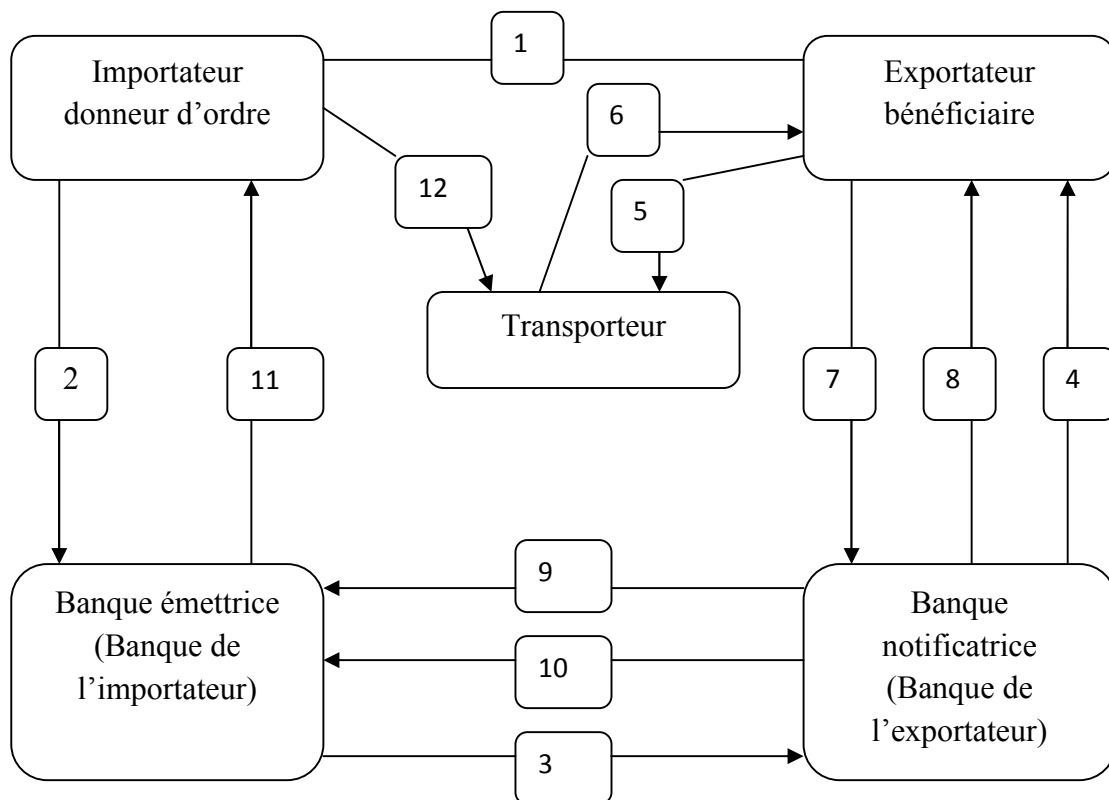 1
Importateur
donneur d'ordre
Exportateur
bénéficiaire
6
12
5
Transporteur
2
11
7
8
4
9
Banque émettrice
(Banque de
l'importateur)
Banque
notificatrice
(Banque de
l'exportateur)
10
3